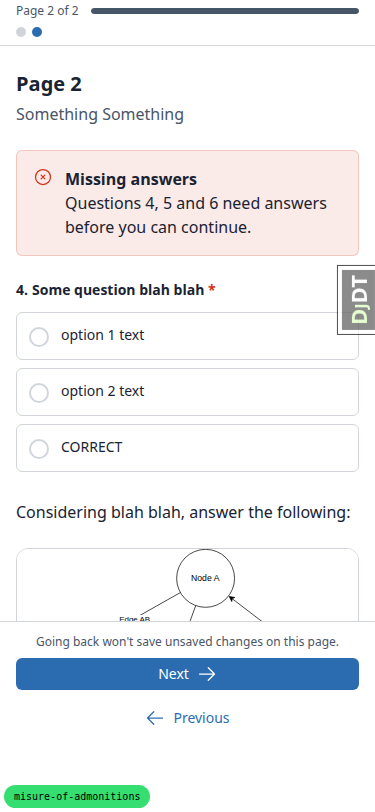 Page 2 of 2
Page 2
Something Something
Missing answers
Questions 4, 5 and 6 need answers
before you can continue.
4. Some question blah blah *
DjDT
option 1 text
option 2 text
CORRECT
Considering blah blah, answer the following:
Node A
Edge AB
Going back won't save unsaved changes on this page.
Next
Previous
misure-of-admonitions